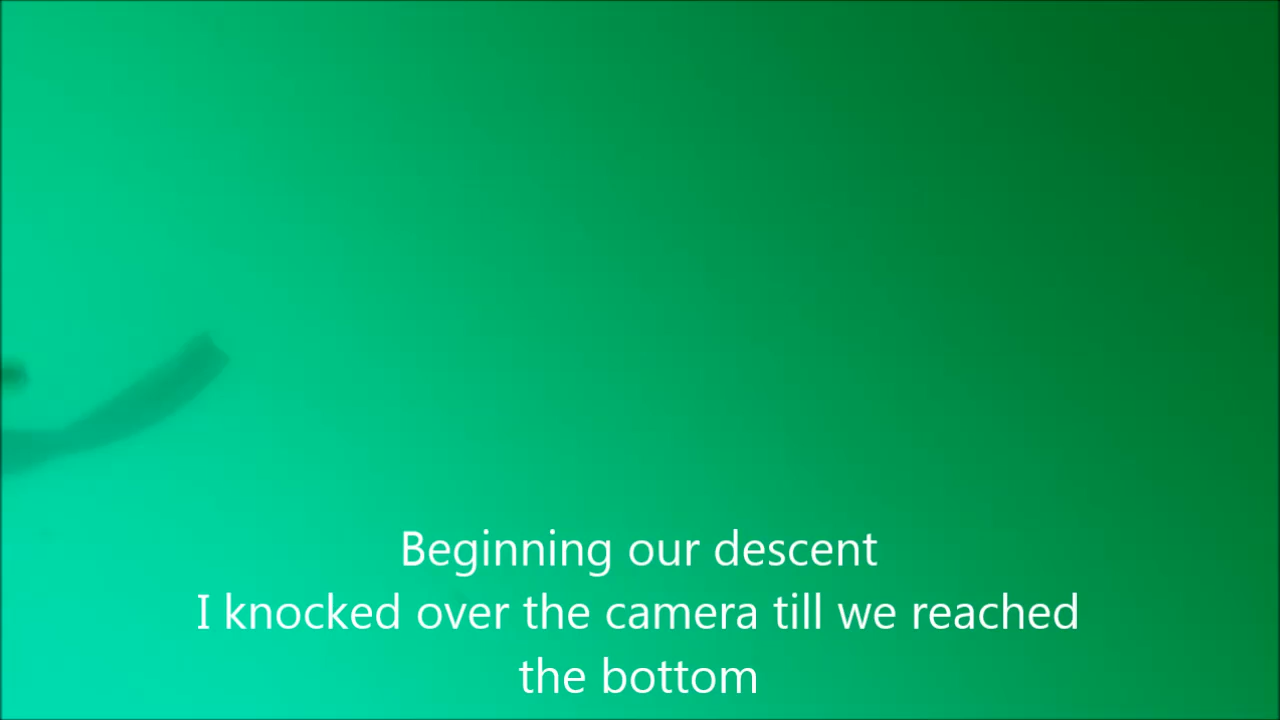 Beginning our descent
I knocked over the camera till we reached
the bottom